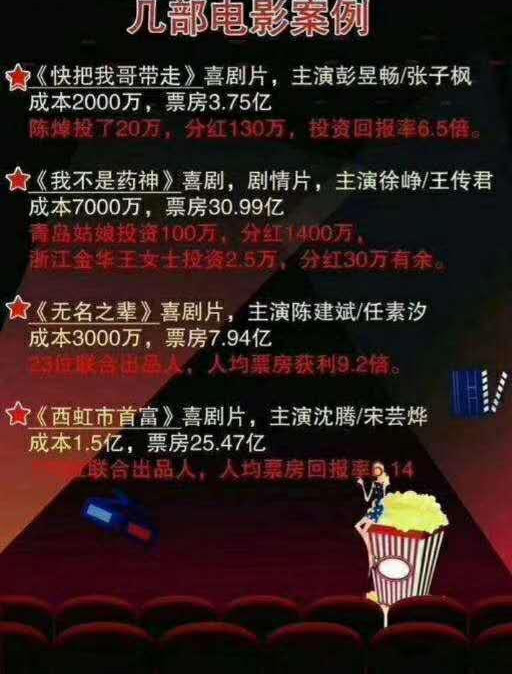 几部电影案例
《快把我哥带走》喜剧片，主演彭昱畅/张子枫
成本2000万，票房3.75亿
陈焯投了20万，分红130万，投资回报率6.5倍。
《我不是药神》喜剧，剧情片，主演徐峥/王传君
成本7000万，票房30.99亿
青岛姑娘投资100万，分红1400万，
浙江金华王女士投资2.5万，分红30万有余。
《无名之辈》喜剧片，主演陈建斌/任素汐
成本3000万，票房7.94亿
23位联合出品人，人均票房获利9.2倍。
《西虹市首富》喜剧片，主演沈腾/宋芸烨
成本1.5亿，票房25.47亿
位联合出品人，人均票房回报率6.14